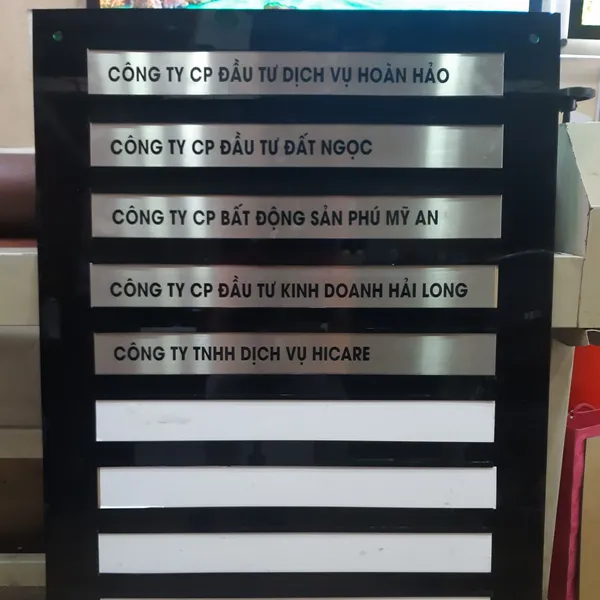 CÔNG TY CP ĐẦU TƯ DỊCH VỤ HOÀN HẢO
CÔNG TY CP ĐẦU TƯ ĐẤT NGỌC
CÔNG TY CP BẤT ĐỘNG SẢN PHÚ MỸ AN
CÔNG TY CP ĐẦU TƯ KINH DOANH HẢI LONG
CÔNG TY TNHH DỊCH VỤ HICARE